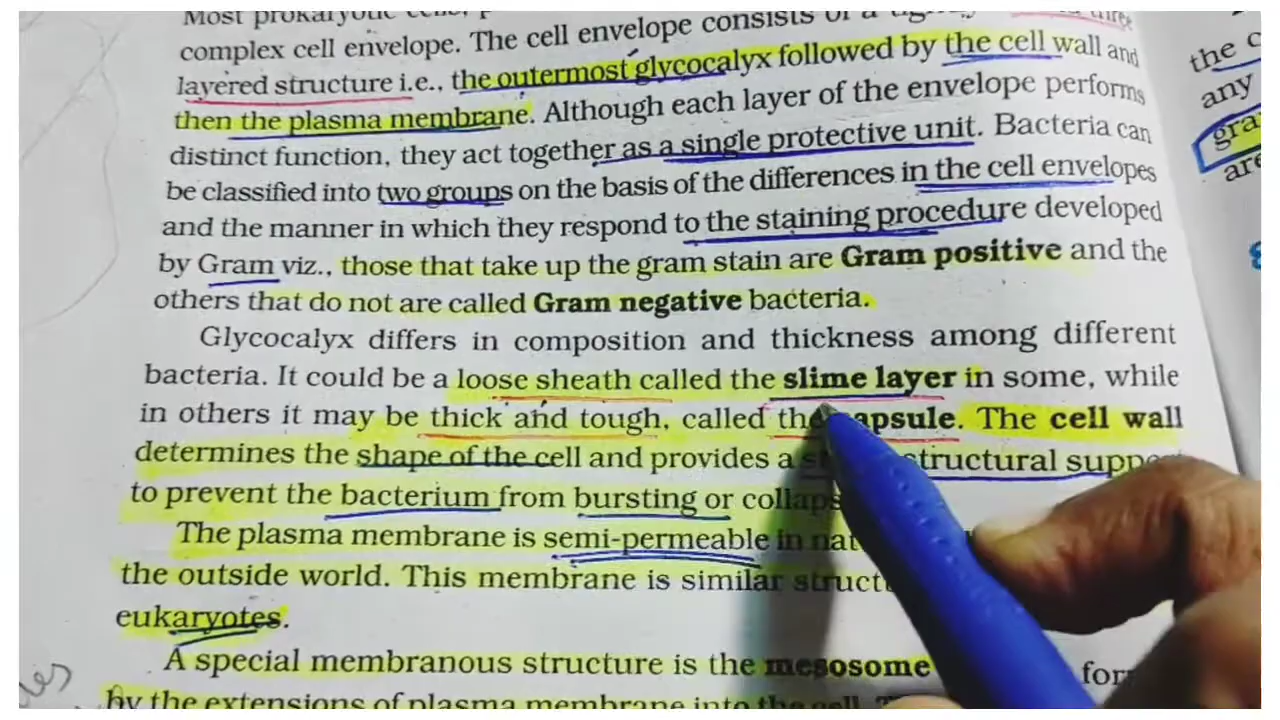 Most prokaryotic cells,
complex cell envelope. The cell envelope consists of a
layered structure i.e., the outermost glycocalyx followed by the cell wall and
then the plasma membrane. Although each layer of the envelope performs
distinct function, they act together as a single protective unit. Bacteria can
be classified into two groups on the basis of the differences in the cell envelopes
and the manner in which they respond to the staining procedure developed
by Gram viz., those that take up the gram stain are Gram positive and the
others that do not are called Gram negative bacteria.
Glycocalyx differs in composition and thickness among different
bacteria. It could be a loose sheath called the slime layer in some, while
in others it may be thick and tough, called the capsule. The cell wall
determines the shape of the cell and provides a structural
to prevent the bacterium from bursting or
The plasma membrane is semi-permeable in
the outside world. This membrane is similar
eukaryotes.
A special membranous structure is the mesosome
by the extensions of plasma membrane into the cell.
the
any
are